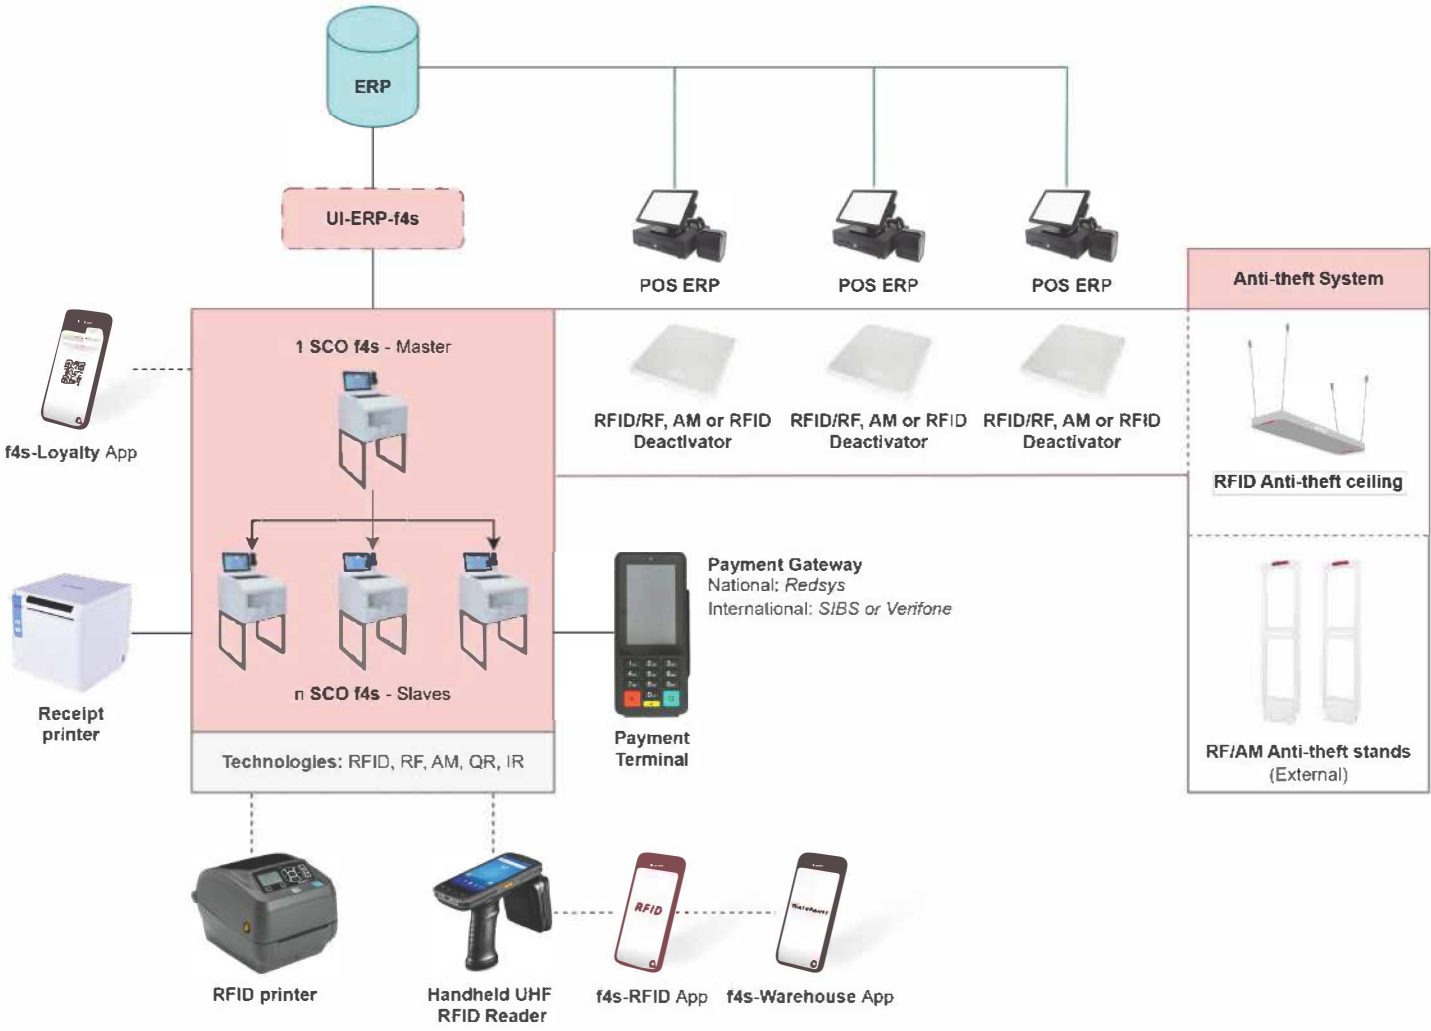 ERP
UI-ERP-f4s
POS ERP
POS ERP
POS ERP
Anti-theft System
1 SCO f4s - Master
RFID/RF, AM or RFID
Deactivator
RFID/RF, AM or RFID
Deactivator
RFID/RF, AM or RFID
Deactivator
f4s-Loyalty App
RFID Anti-theft ceiling
Payment Gateway
National: Redsys
International: SIBS or Verifone
n SCO f4s - Slaves
Receipt
printer
Payment
Terminal
RF/AM Anti-theft stands
(External)
Technologies: RFID, RF, AM, QR, IR
RFID
Warehouse
RFID printer
Handheld UHF
RFID Reader
f4s-RFID App
f4s-Warehouse App